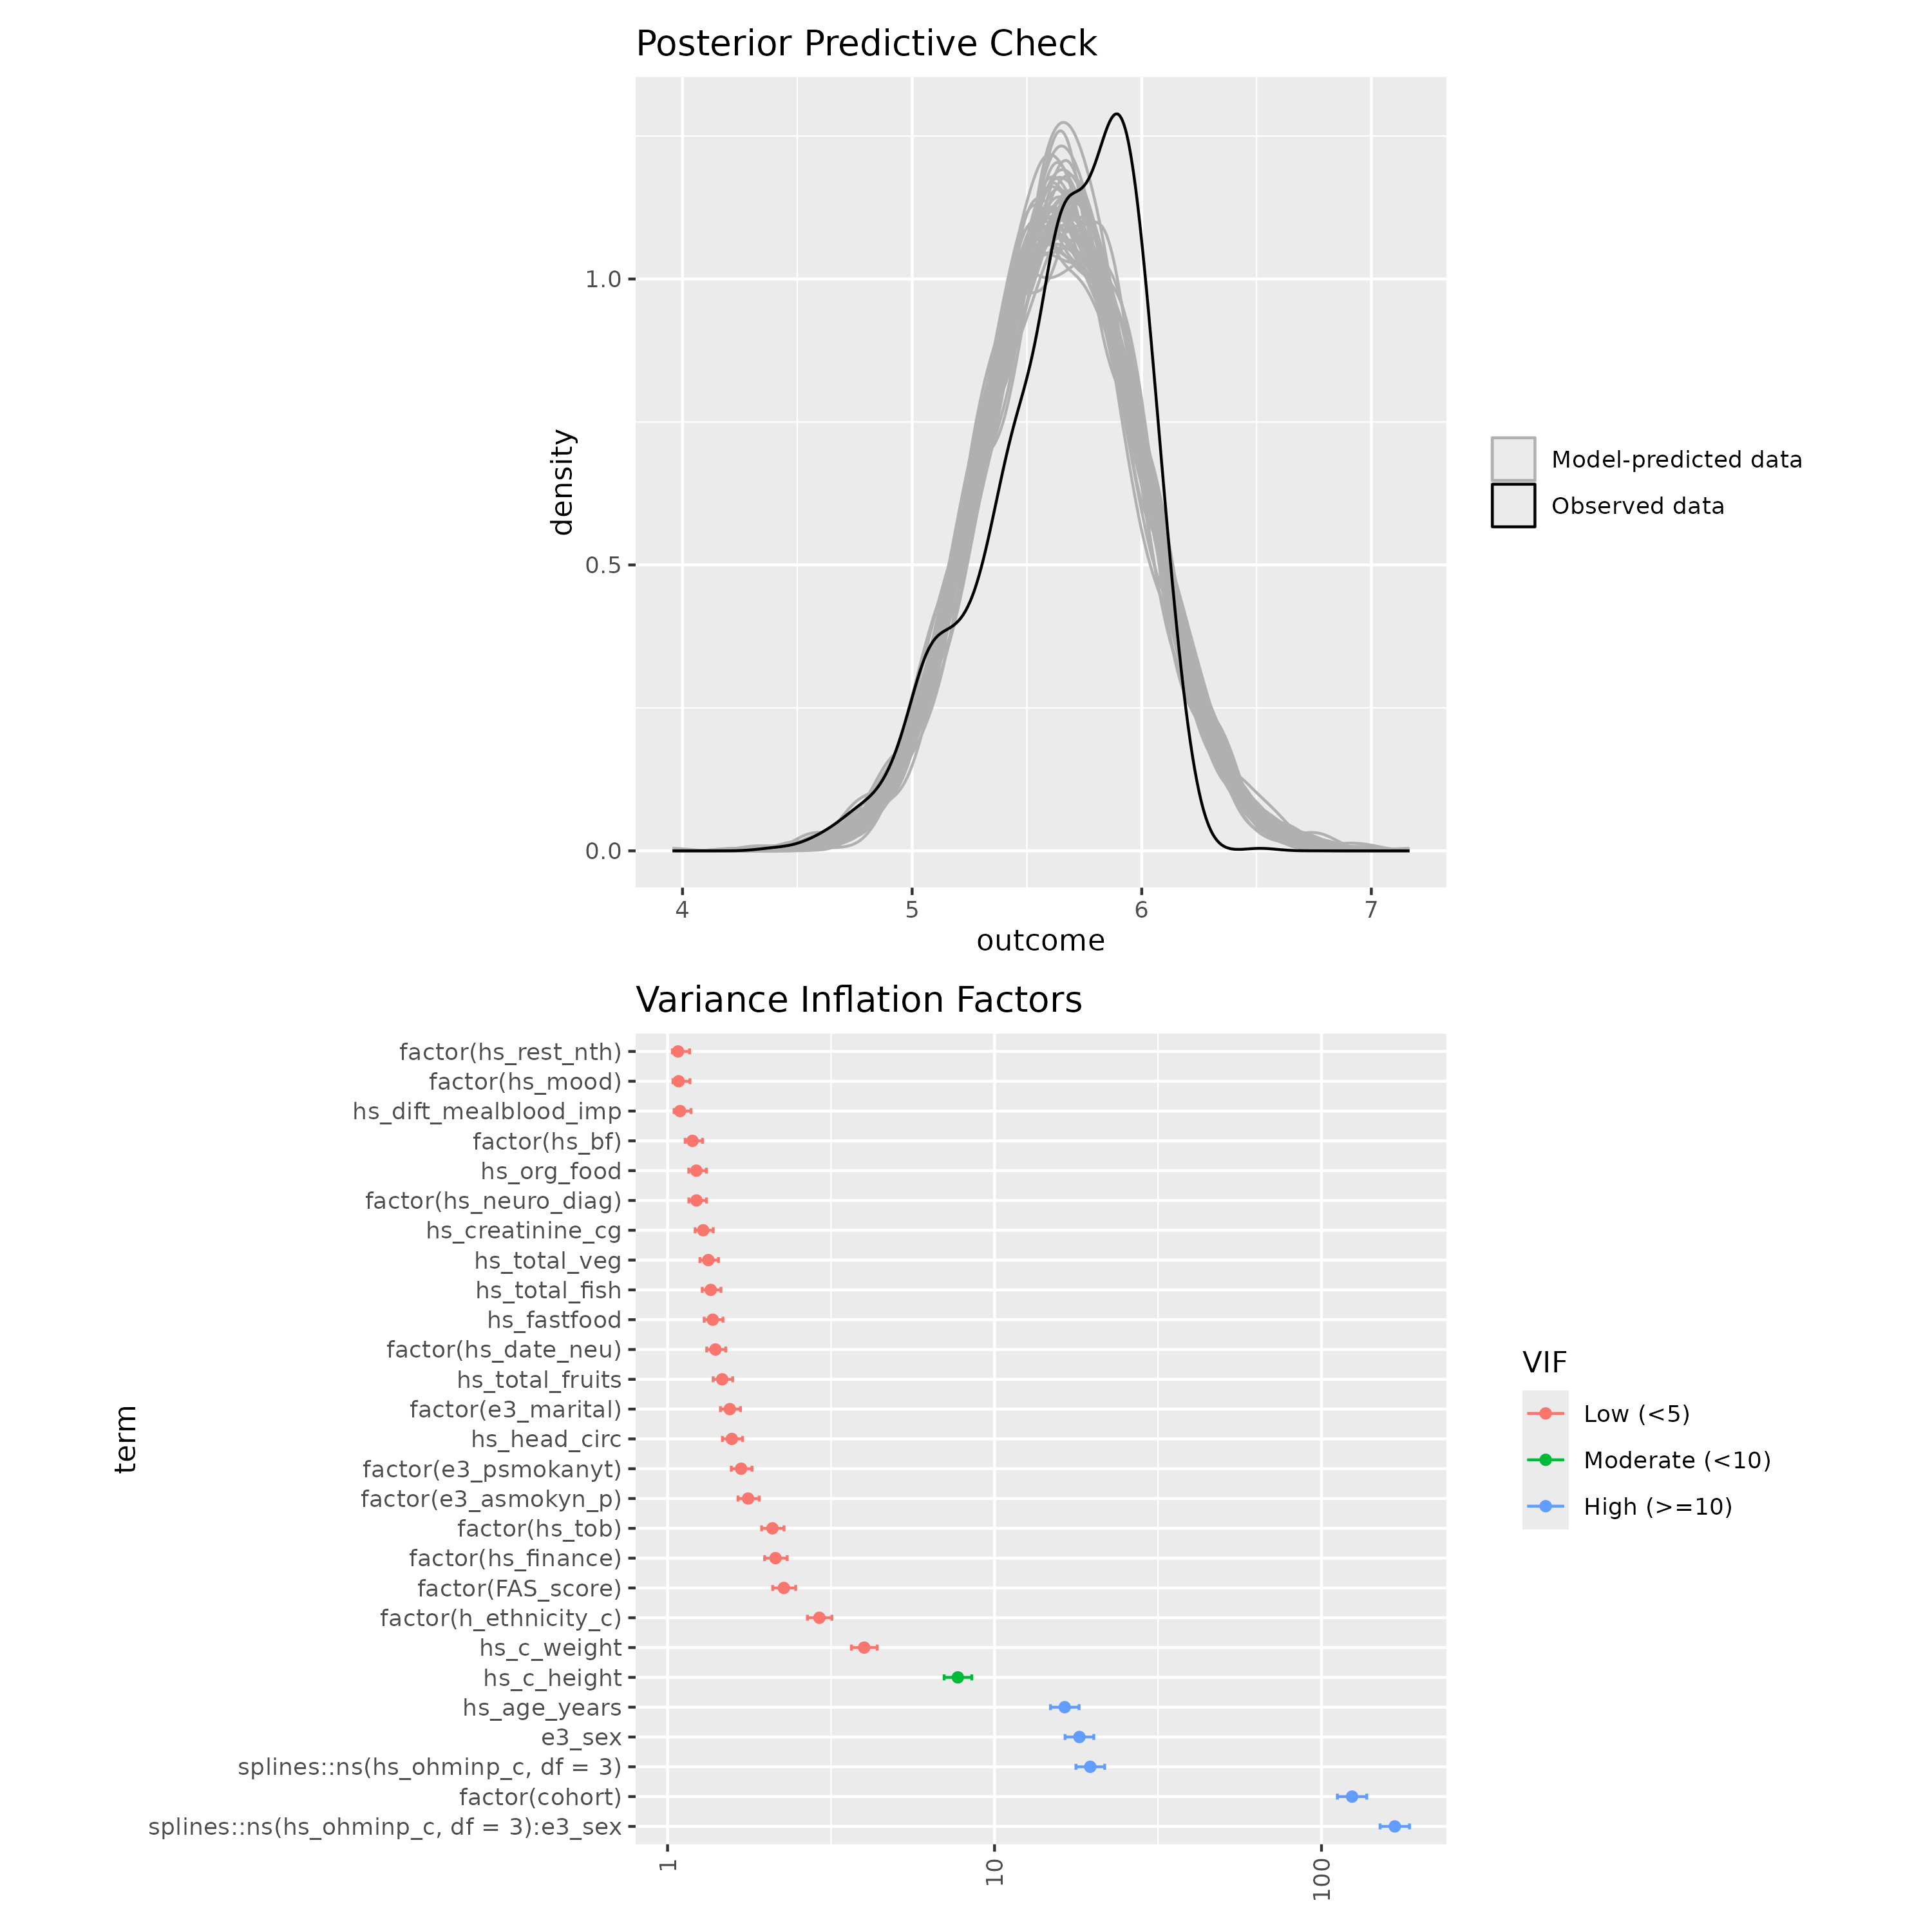 Posterior Predictive Check
density
1.0
0.5
0.0
4 5 6 7
outcome
Model-predicted data
Observed data
Variance Inflation Factors
term
factor(hs_rest_nth)
factor(hs_mood)
hs_dift_mealblood_imp
factor(hs_bf)
hs_org_food
factor(hs_neuro_diag)
hs_creatinine_cg
hs_total_veg
hs_total_fish
hs_fastfood
factor(hs_date_neu)
hs_total_fruits
factor(e3_marital)
hs_head_circ
factor(e3_psmokanyt)
factor(e3_asmokyn_p)
factor(hs_tob)
factor(hs_finance)
factor(FAS_score)
factor(h_ethnicity_c)
hs_c_weight
hs_c_height
hs_age_years
e3_sex
splines::ns(hs_ohminp_c, df = 3)
factor(cohort)
splines::ns(hs_ohminp_c, df = 3):e3_sex
1 10 100
VIF
Low (<5)
Moderate (<10)
High (>=10)